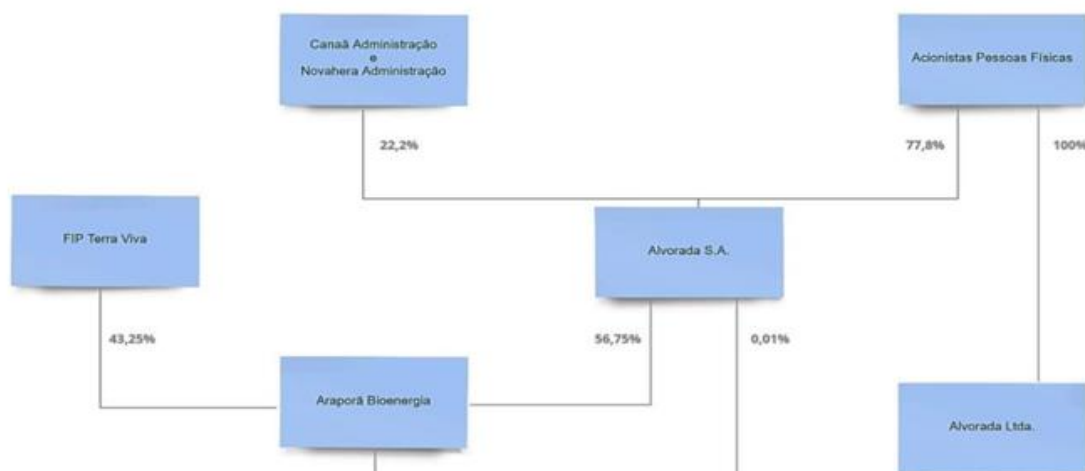 Canaã Administração
e
Novahera Administração
Acionistas Pessoas Físicas
22,2%
77,8%
100%
FIP Terra Viva
Alvorada S.A.
43,25%
56,75%
0,01%
Araporã Bioenergia
Alvorada Ltda.